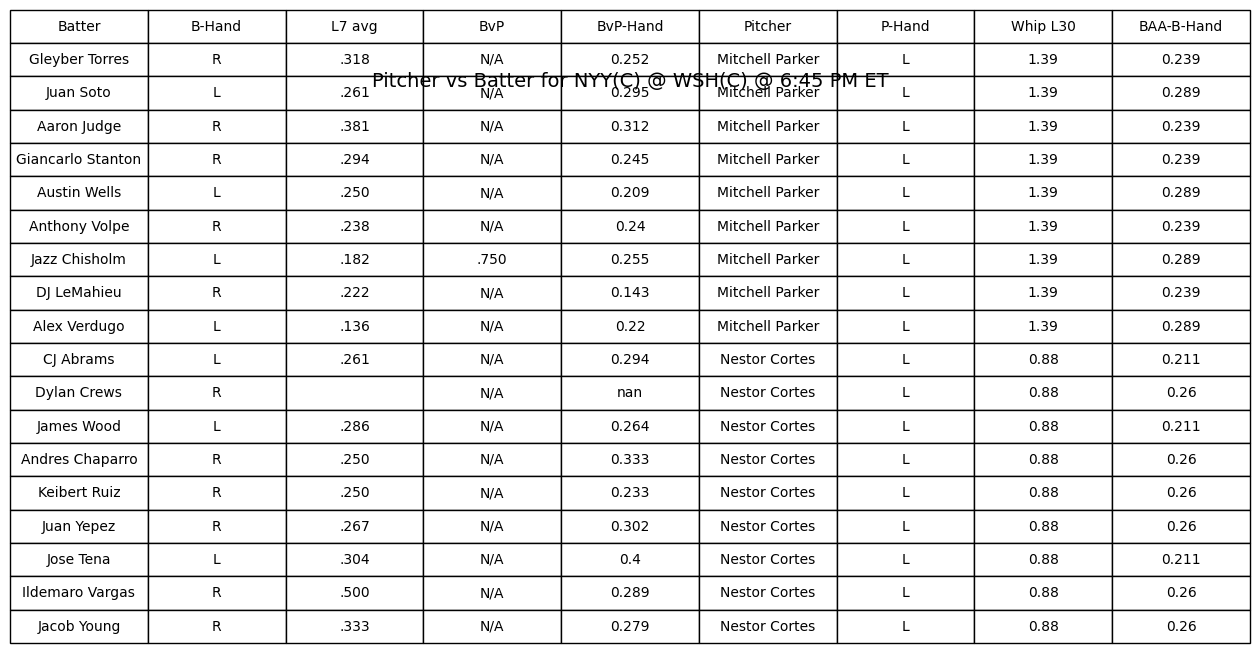 Batter B-Hand L7 avg BvP BvP-Hand Pitcher P-Hand Whip L30 BAA-B-Hand
Gleyber Torres R .318 N/A 0.252 Mitchell Parker L 1.39 0.239
Pitcher vs Batter for NYY(C) @ WSH(C) @ 6:45 PM ET
Juan Soto L .261 N/A 0.295 Mitchell Parker L 1.39 0.289
Aaron Judge R .381 N/A 0.312 Mitchell Parker L 1.39 0.239
Giancarlo Stanton R .294 N/A 0.245 Mitchell Parker L 1.39 0.239
Austin Wells L .250 N/A 0.209 Mitchell Parker L 1.39 0.289
Anthony Volpe R .238 N/A 0.24 Mitchell Parker L 1.39 0.239
Jazz Chisholm L .182 .750 0.255 Mitchell Parker L 1.39 0.289
DJ LeMahieu R .222 N/A 0.143 Mitchell Parker L 1.39 0.239
Alex Verdugo L .136 N/A 0.22 Mitchell Parker L 1.39 0.289
CJ Abrams L .261 N/A 0.294 Nestor Cortes L 0.88 0.211
Dylan Crews R N/A nan Nestor Cortes L 0.88 0.26
James Wood L .286 N/A 0.264 Nestor Cortes L 0.88 0.211
Andres Chaparro R .250 N/A 0.333 Nestor Cortes L 0.88 0.26
Keibert Ruiz R .250 N/A 0.233 Nestor Cortes L 0.88 0.26
Juan Yepez R .267 N/A 0.302 Nestor Cortes L 0.88 0.26
Jose Tena L .304 N/A 0.4 Nestor Cortes L 0.88 0.211
Ildemaro Vargas R .500 N/A 0.289 Nestor Cortes L 0.88 0.26
Jacob Young R .333 N/A 0.279 Nestor Cortes L 0.88 0.26